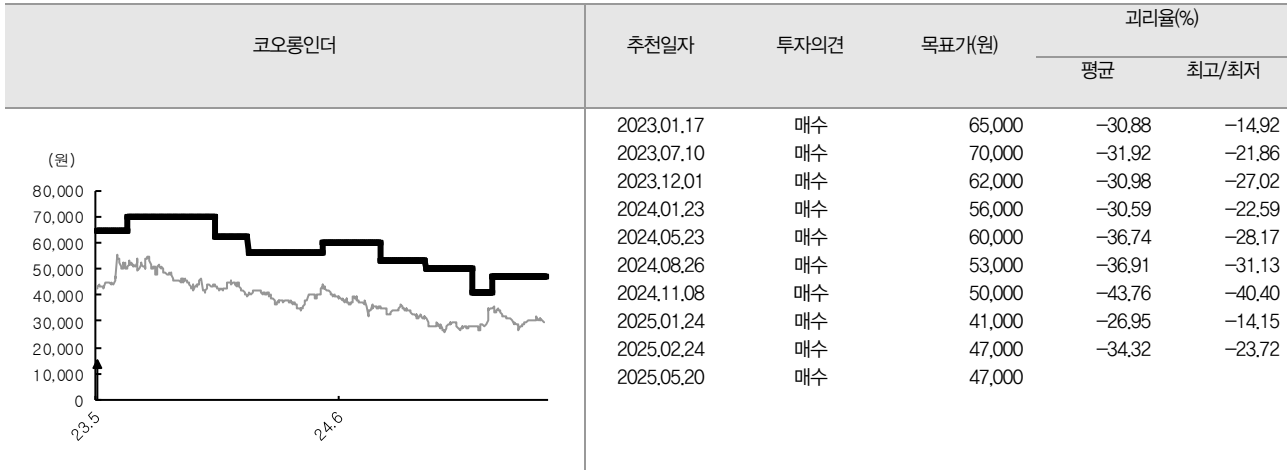 코오롱인더 추천일자 투자의견 목표가(원) 괴리율(%)
평균 최고/최저
(원)
80,000
70,000
60,000
50,000
40,000
30,000
20,000
10,000
0
23.5 24.6
2023.01.17 매수 65,000 -30.88 -14.92
2023.07.10 매수 70,000 -31.92 -21.86
2023.12.01 매수 62,000 -30.98 -27.02
2024.01.23 매수 56,000 -30.59 -22.59
2024.05.23 매수 60,000 -36.74 -28.17
2024.08.26 매수 53,000 -36.91 -31.13
2024.11.08 매수 50,000 -43.76 -40.40
2025.01.24 매수 41,000 -26.95 -14.15
2025.02.24 매수 47,000 -34.32 -23.72
2025.05.20 매수 47,000